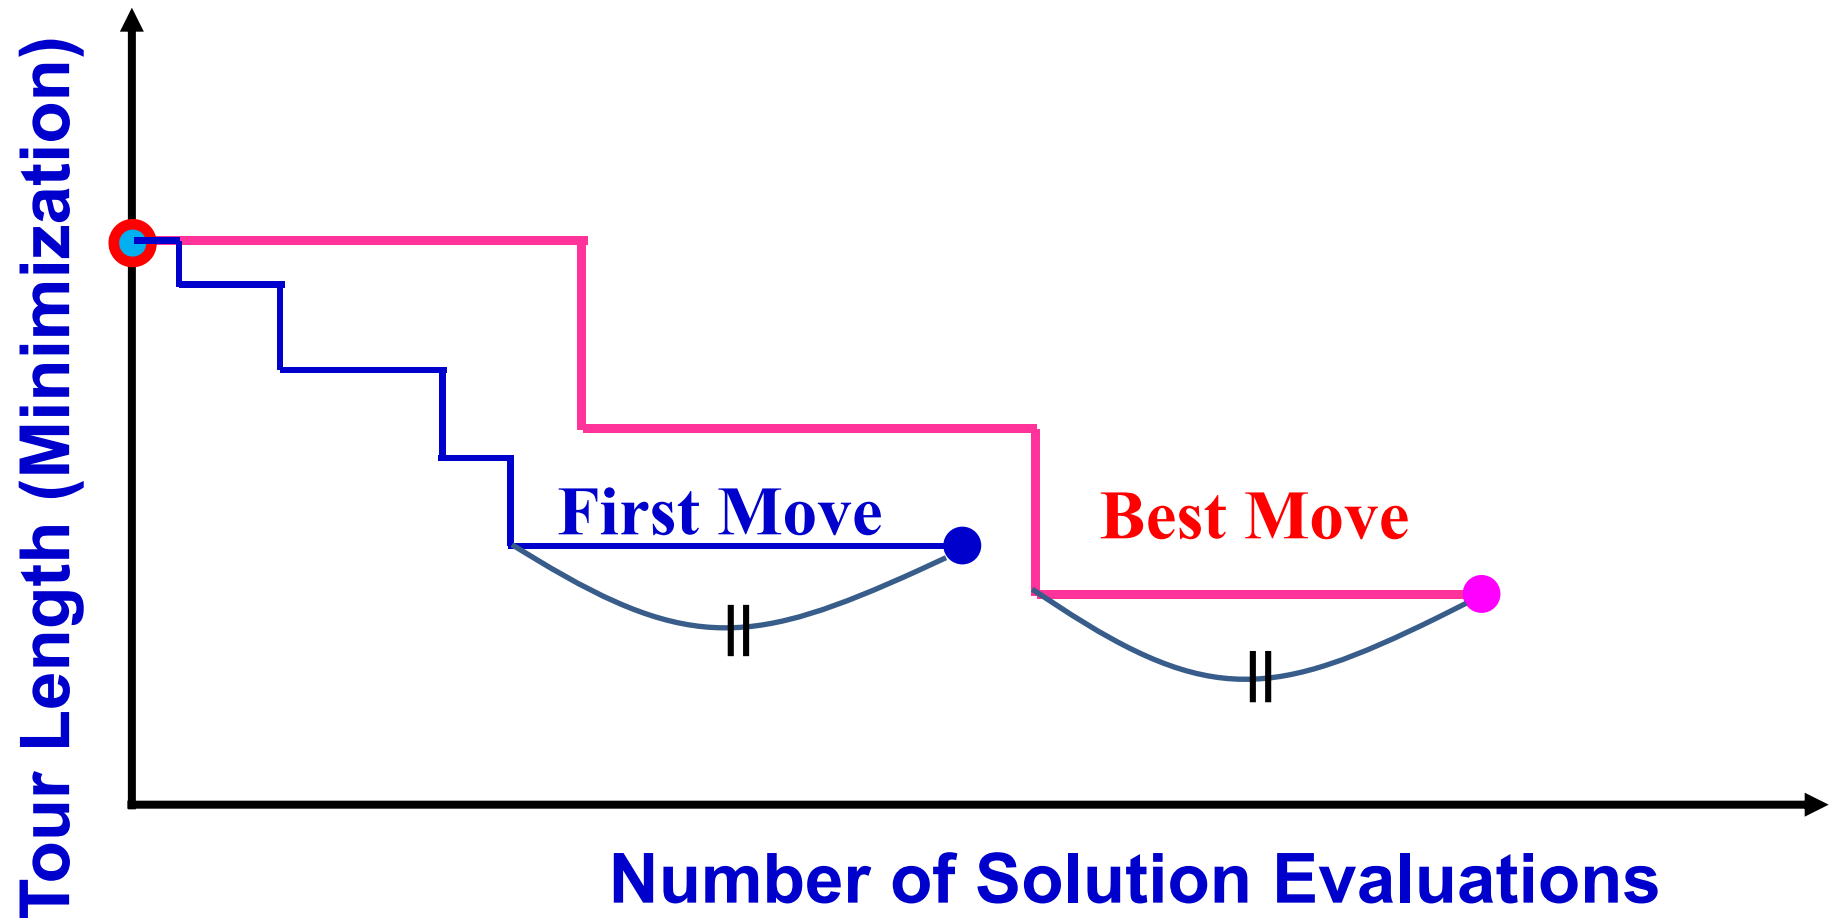 Tour Length (Minimization)
First Move
Best Move
Number of Solution Evaluations